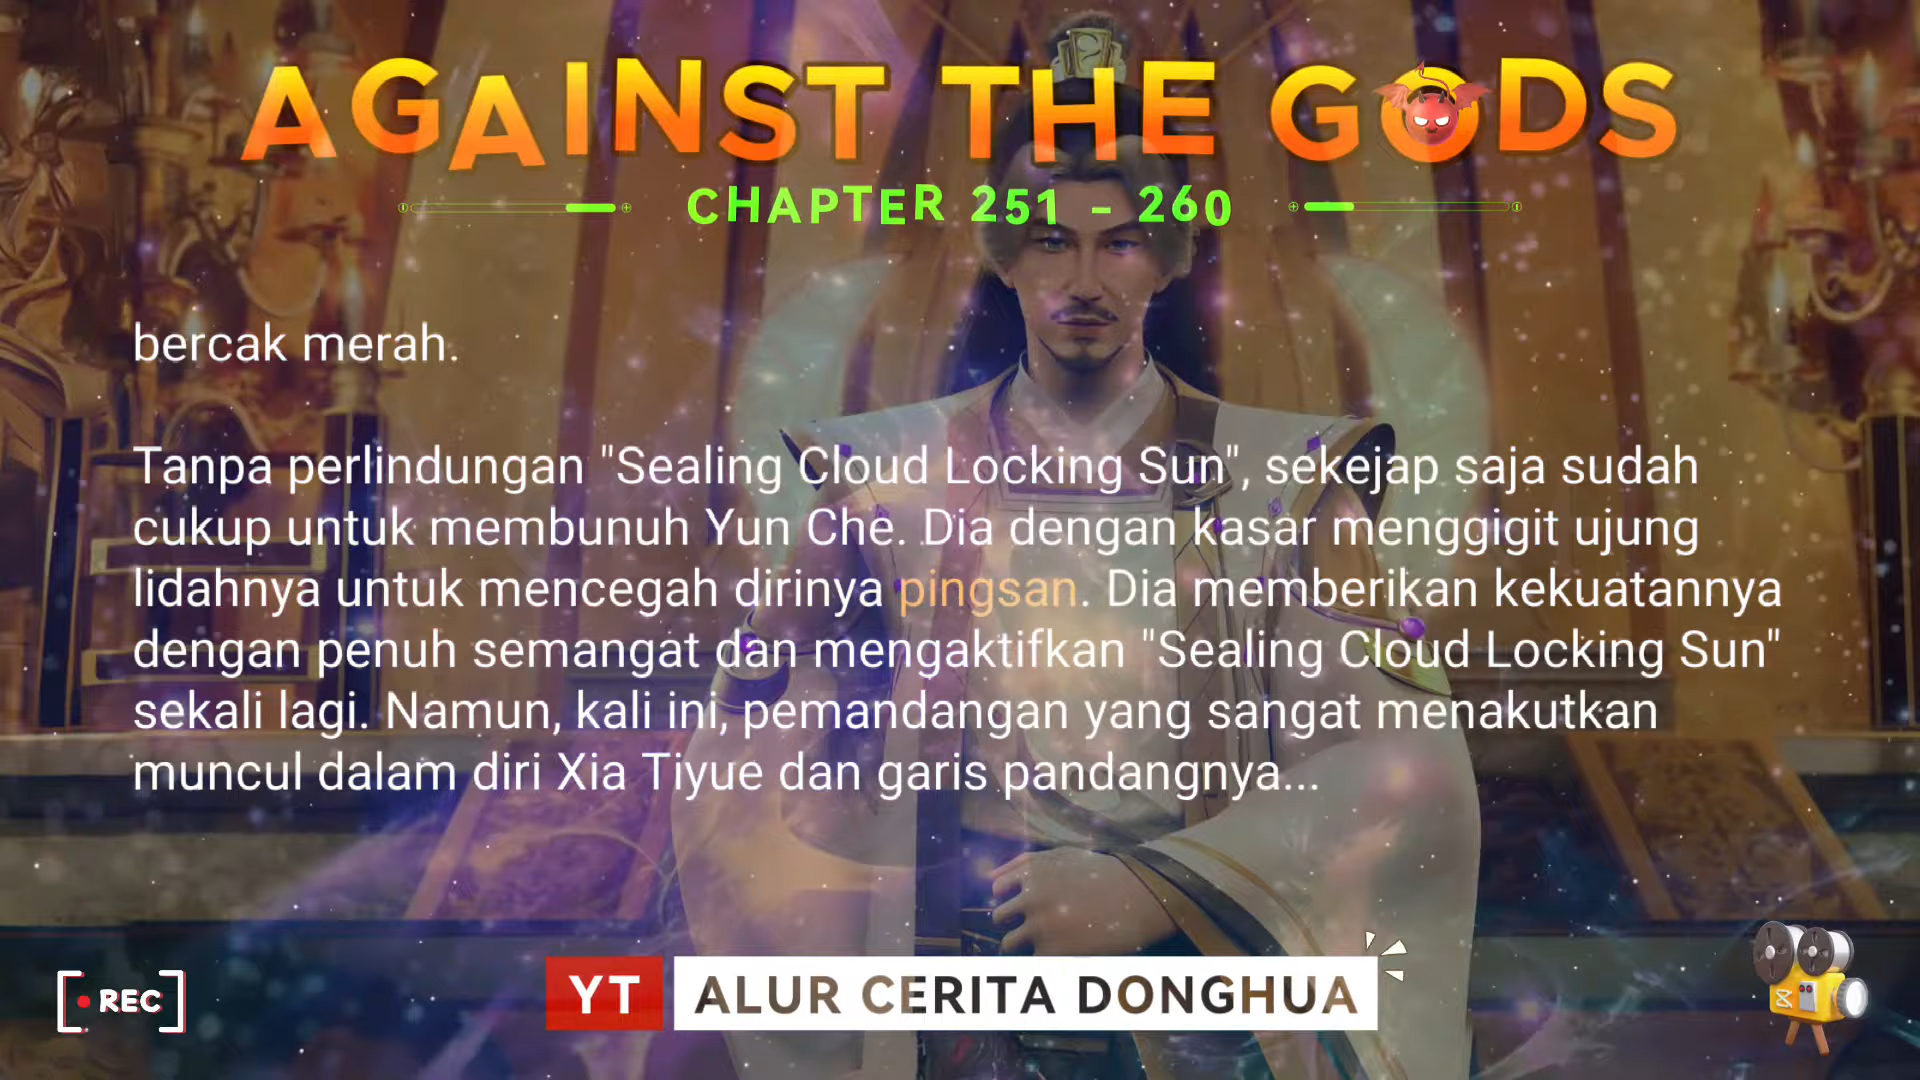 AGAINST THE GODS
CHAPTER 251 - 260
bercak merah.
Tanpa perlindungan "Sealing Cloud Locking Sun", sekejap saja sudah
cukup untuk membunuh Yun Che. Dia dengan kasar menggigit ujung
lidahnya untuk mencegah dirinya pingsan. Dia memberikan kekuatannya
dengan penuh semangat dan mengaktifkan "Sealing Cloud Locking Sun"
sekali lagi. Namun, kali ini, pemandangan yang sangat menakutkan
muncul dalam diri Xia Tiyue dan garis pandangnya...
REC
YT ALUR CERITA DONGHUA